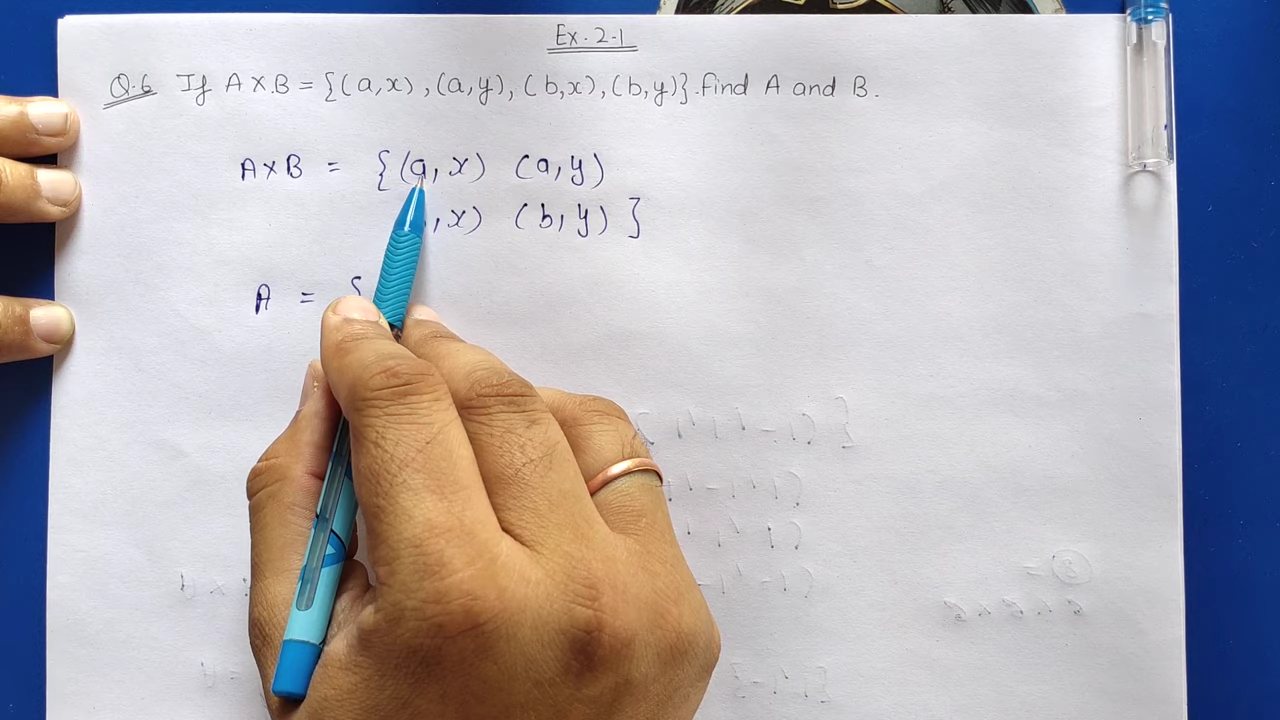 Ex. 2.1
Q.6 If A×B = {(a,x), (a,y), (b,x), (b,y)}. Find A and B.
A×B = {(a,x) (a,y)
,x) (b,y) }
A = {